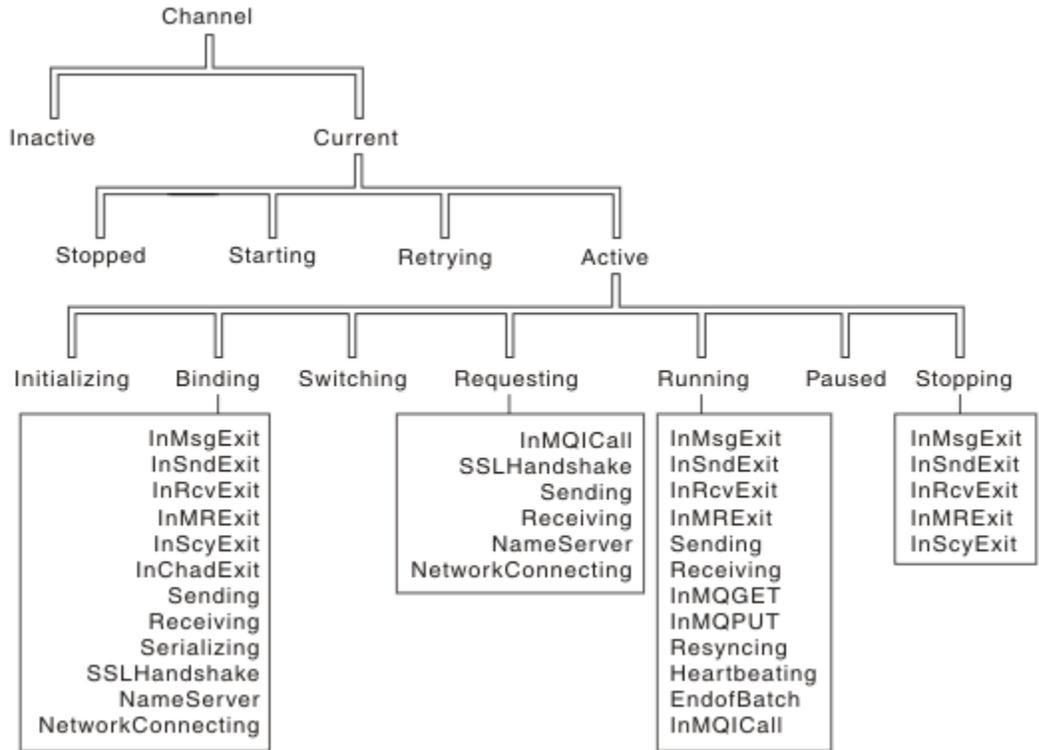 Channel
Inactive Current
Stopped Starting Retrying Active
Initializing Binding Switching Requesting Running Paused Stopping
InMsgExit
InSndExit
InRcvExit
InMRExit
InScyExit
InChadExit
Sending
Receiving
Serializing
SSLHandshake
NameServer
NetworkConnecting
InMQICall
SSLHandshake
Sending
Receiving
NameServer
NetworkConnecting
InMsgExit
InSndExit
InRcvExit
InMRExit
Sending
Receiving
InMQGET
InMQPUT
Resyncing
Heartbeating
EndofBatch
InMQICall
InMsgExit
InSndExit
InRcvExit
InMRExit
InScyExit